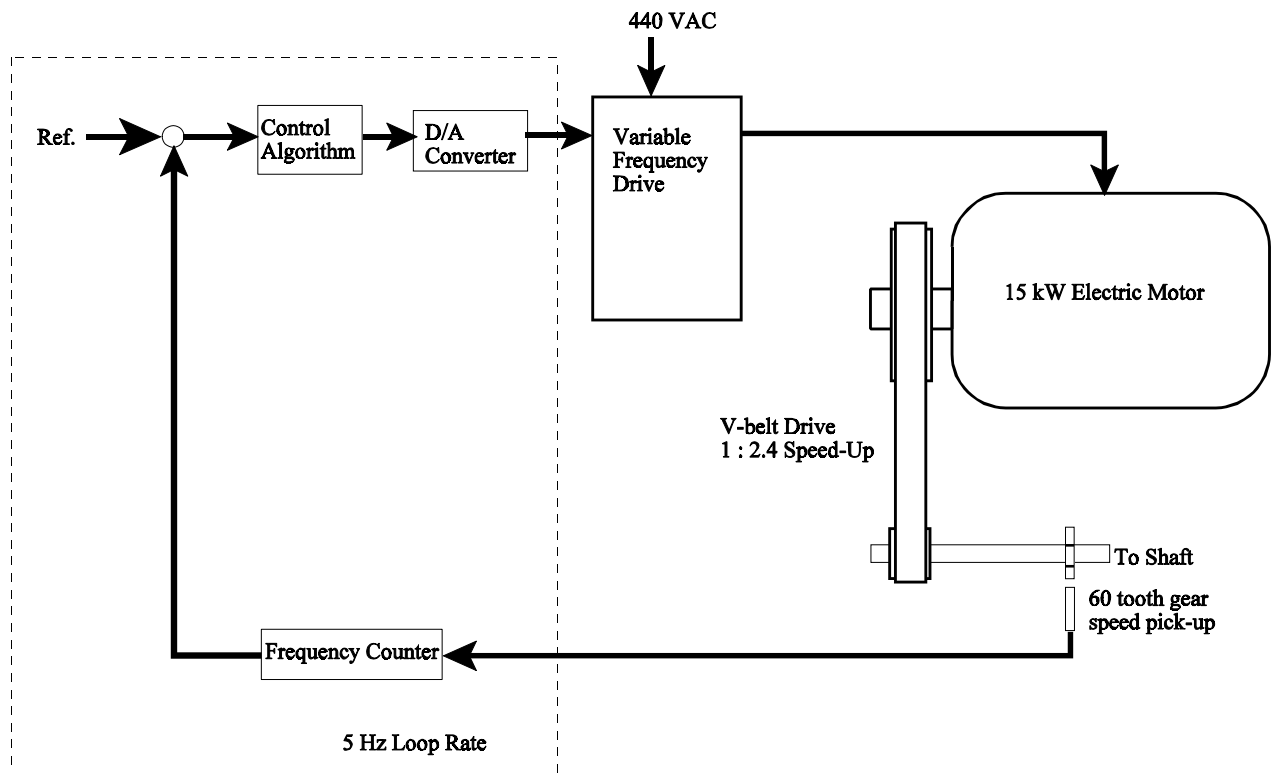 440 VAC
Ref.
Control
Algorithm
D/A
Converter
Variable
Frequency
Drive
15 kW Electric Motor
V-belt Drive
1 : 2.4 Speed-Up
To Shaft
60 tooth gear
speed pick-up
Frequency Counter
5 Hz Loop Rate